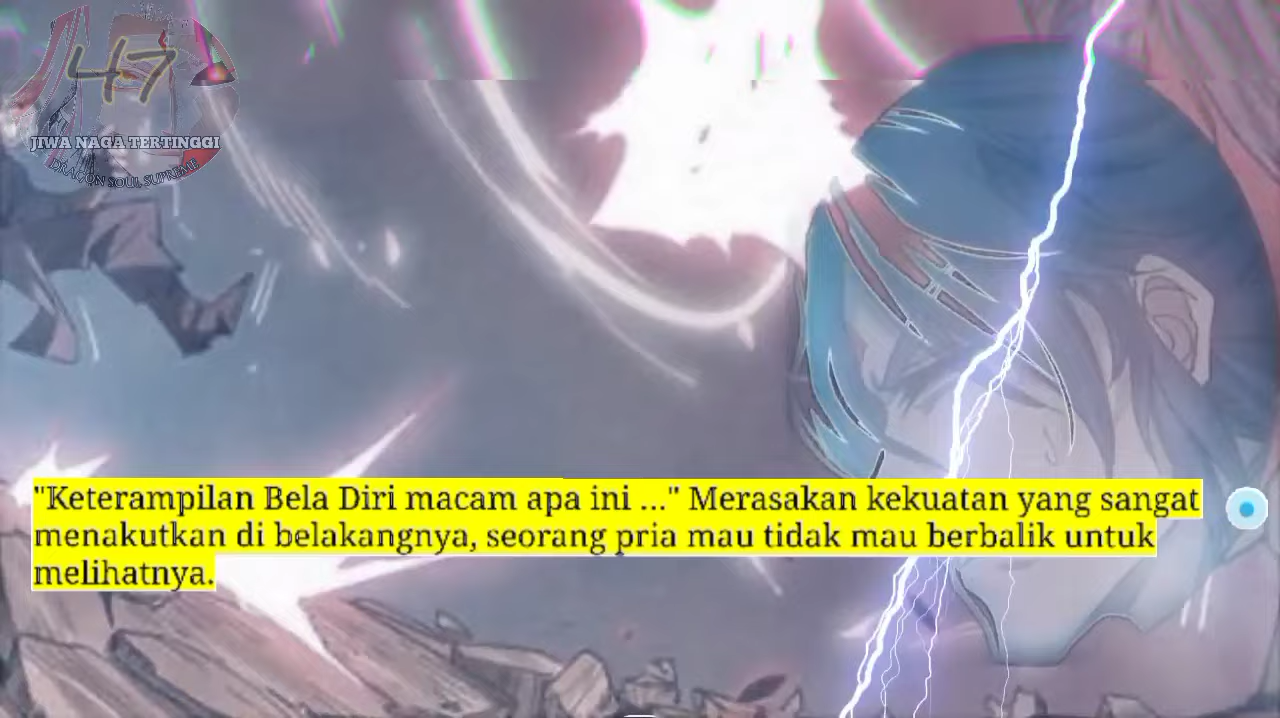 47
JIWA NAGA TERTINGGI
DRAGON SOUL SUPREME
"Keterampilan Bela Diri macam apa ini ..." Merasakan kekuatan yang sangat
menakutkan di belakangnya, seorang pria mau tidak mau berbalik untuk
melihatnya.